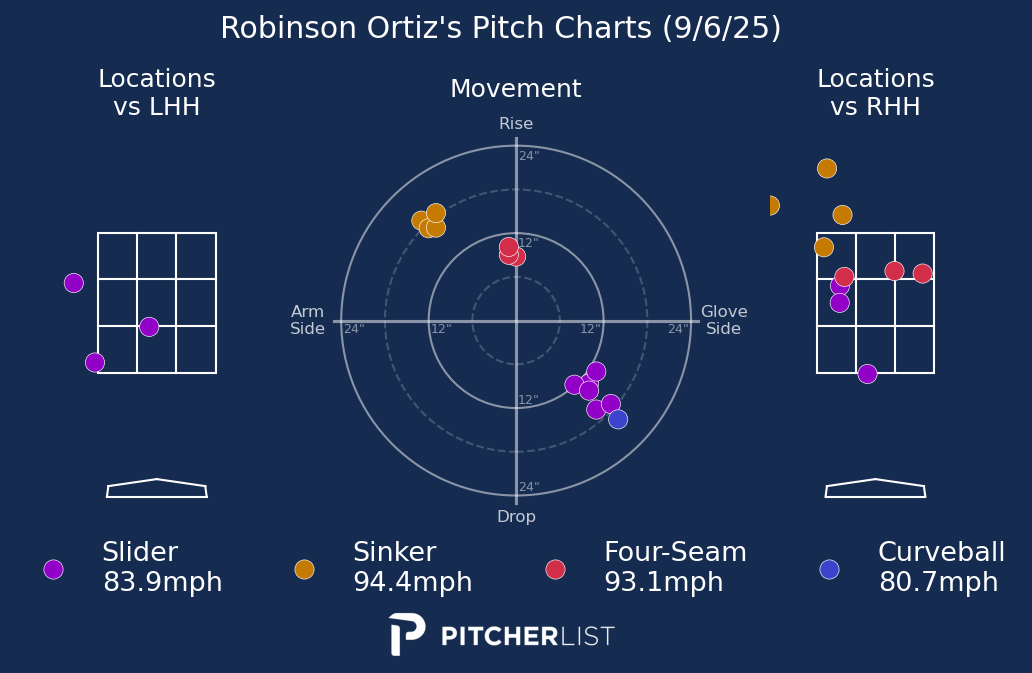 Robinson Ortiz's Pitch Charts (9/6/25)
Locations
vs LHH
Movement
Locations
vs RHH
Rise
24"
12"
Arm
Side
24"
12"
12"
24"
Glove
Side
12"
24"
Drop
Slider
83.9mph
Sinker
94.4mph
Four-Seam
93.1mph
Curveball
80.7mph
PITCHERLIST